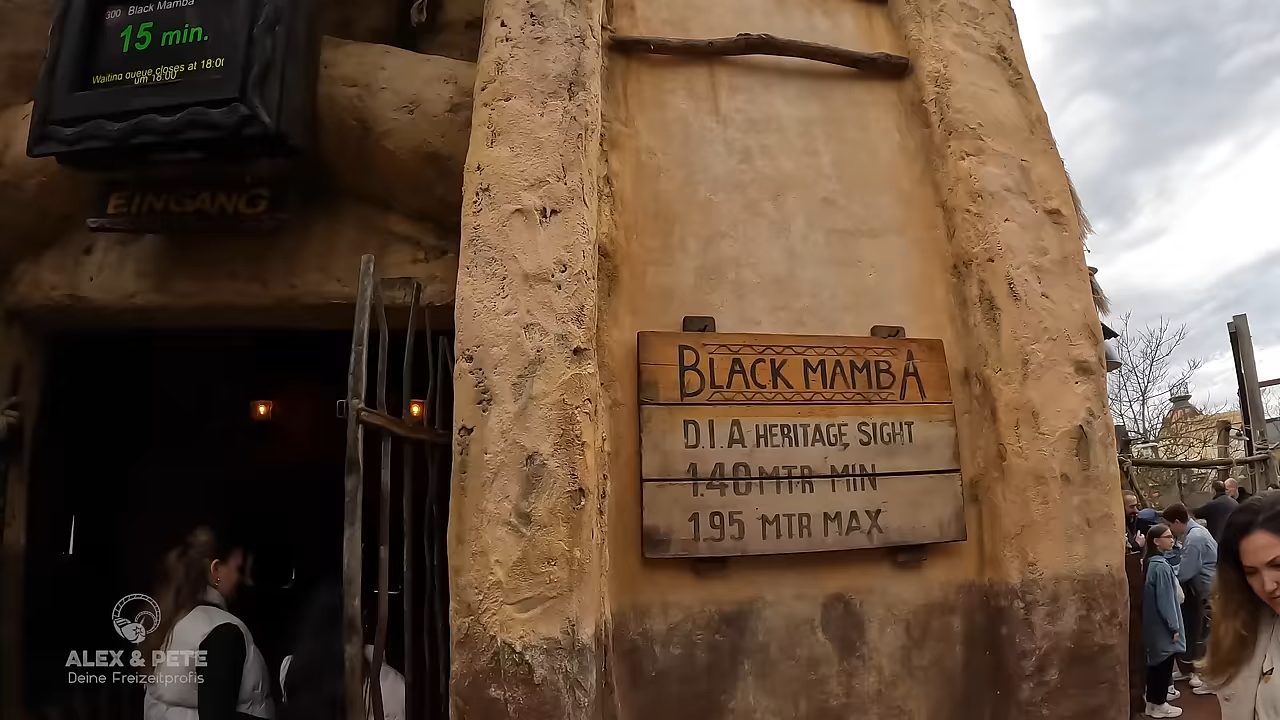 300 Black Mamba
15 min.
Waiting queue closes at 18:00
um 18:00
EINGANG
BLACK MAMBA
D.I.A HERITAGE SIGHT
1.40 MTR MIN
1.95 MTR MAX
ALEX & PETE
Deine Freizeitprofis